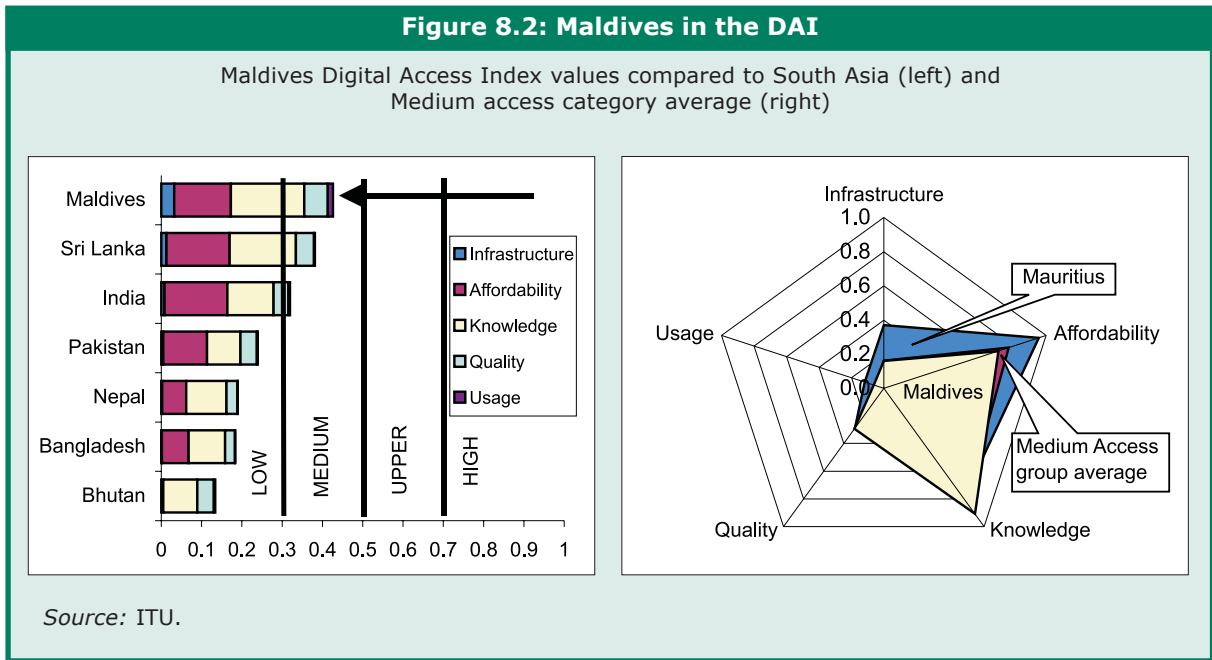 Figure 8.2: Maldives in the DAI
Maldives Digital Access Index values compared to South Asia (left) and
Medium access category average (right)
Maldives
Sri Lanka
India
Pakistan
Nepal
Bangladesh
Bhutan
0 0.1 0.2 0.3 0.4 0.5 0.6 0.7 0.8 0.9 1
LOW
MEDIUM
UPPER
HIGH
Infrastructure
Affordability
Knowledge
Quality
Usage
Infrastructure
1.0
0.8
0.6
0.4
0.2
0.0
Mauritius
Usage
Affordability
Maldives
Medium Access
group average
Quality
Knowledge
Source: ITU.